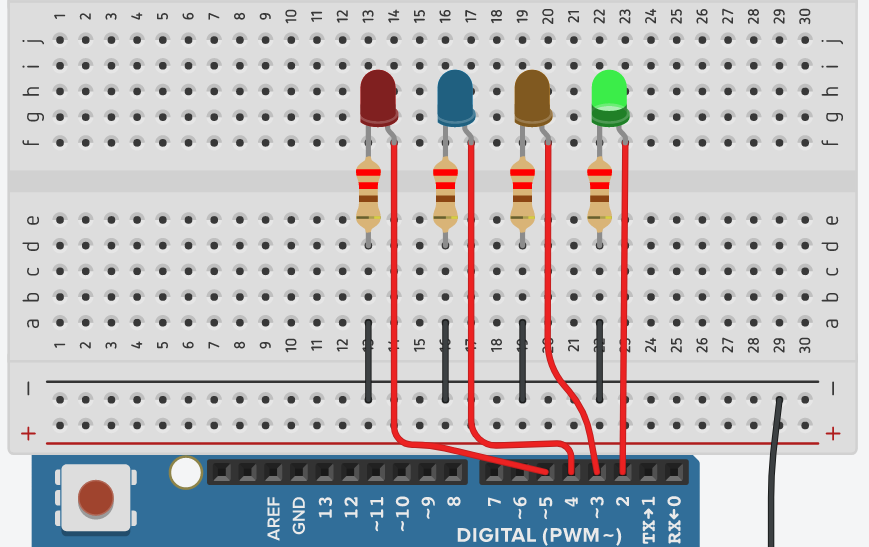 1 2 3 4 5 6 7 8 9 10 11 12 13 14 15 16 17 18 19 20 21 22 23 24 25 26 27 28 29 30
j j
i i
h h
g g
f f
e e
d d
c c
b b
a a
1 2 3 4 5 6 7 8 9 10 11 12 13 14 15 16 17 18 19 20 21 22 23 24 25 26 27 28 29 30
− −
+ +
AREF GND 13 12 ~11 ~10 ~9 8 7 ~6 ~5 4 ~3 2 TX→1 RX←0
DIGITAL (PWM~)